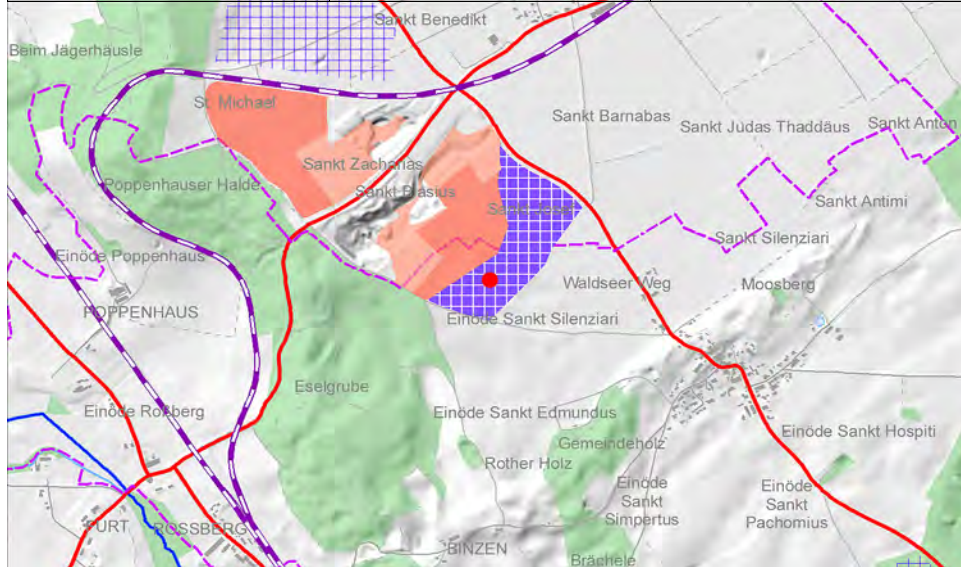 Sankt Benedikt
Beim Jägerhäusle
St. Michael
Sankt Barnabas
Sankt Judas Thaddäus
Sankt Anton
Sankt Zacharias
Poppenhauser Halde
Sankt Blasius
Sankt Antimi
Sankt Silenziari
Einöde Poppenhaus
Waldseer Weg
Moosberg
POPPENHAUS
Einöde Sankt Silenziari
Eselgrube
Einöde Roßberg
Einöde Sankt Edmundus
Gemeindeholz
Einöde Sankt Hospiti
Rother Holz
Einöde
Sankt
Simpertus
Einöde
Sankt
Pachomius
FURT
ROSSBERG
BINZEN
Brächele